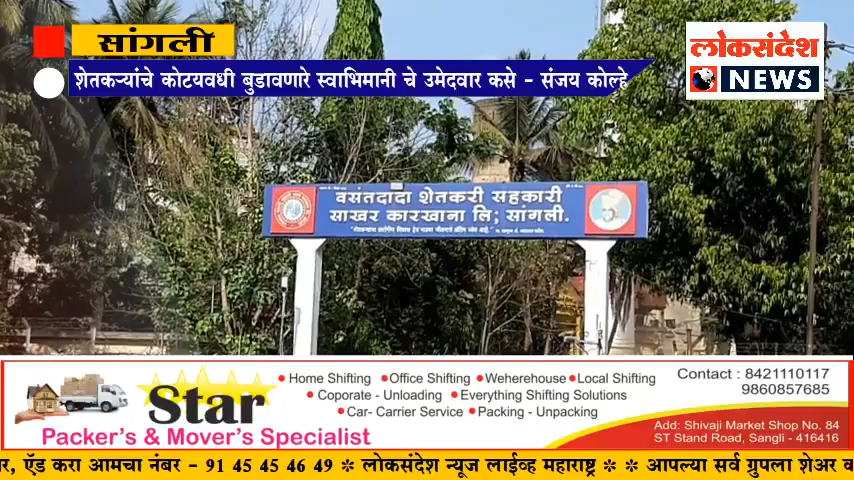 सांगली
शेतकऱ्यांचे कोटयवधी बुडावणारे स्वाभिमानी चे उमेदवार कसे - संजय कोल्हे
लोकसंदेश
NEWS
वसंतदादा शेतकरी सहकारी
साखर कारखाना लि; सांगली.
Star
Packer's & Mover's Specialist
• Home Shifting • Office Shifting • Weherehouse • Local Shifting
• Coporate - Unloading • Everything Shifting Solutions
• Car- Carrier Service • Packing - Unpacking
Contact : 8421110117
9860857685
Add: Shivaji Market Shop No. 84
ST Stand Road, Sangli - 416416
र, ऍड करा आमचा नंबर - 91 45 45 46 49 ❊ लोकसंदेश न्यूज लाईव्ह महाराष्ट्र ❊ ❊ आपल्या सर्व ग्रुपला शेअर व